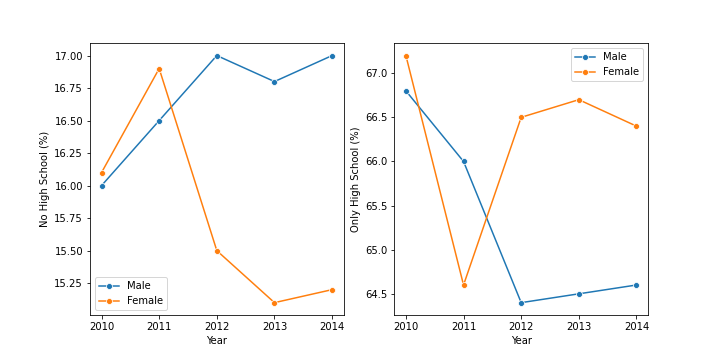 17.00
16.75
16.50
16.25
16.00
15.75
15.50
15.25
No High School (%)
Male
Female
2010 2011 2012 2013 2014
Year
67.0
66.5
66.0
65.5
65.0
64.5
Only High School (%)
Male
Female
2010 2011 2012 2013 2014
Year